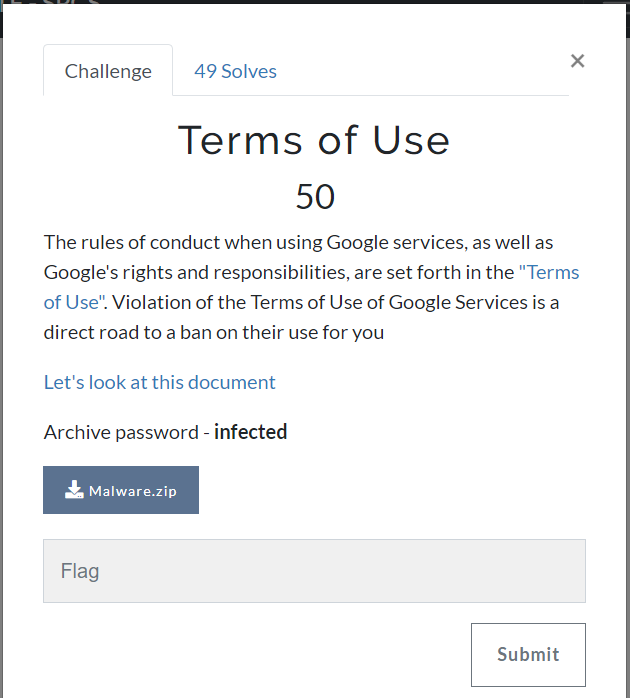 Challenge
49 Solves
×
Terms of Use
50
The rules of conduct when using Google services, as well as
Google's rights and responsibilities, are set forth in the "Terms
of Use". Violation of the Terms of Use of Google Services is a
direct road to a ban on their use for you
Let's look at this document
Archive password - infected
Malware.zip
Flag
Submit